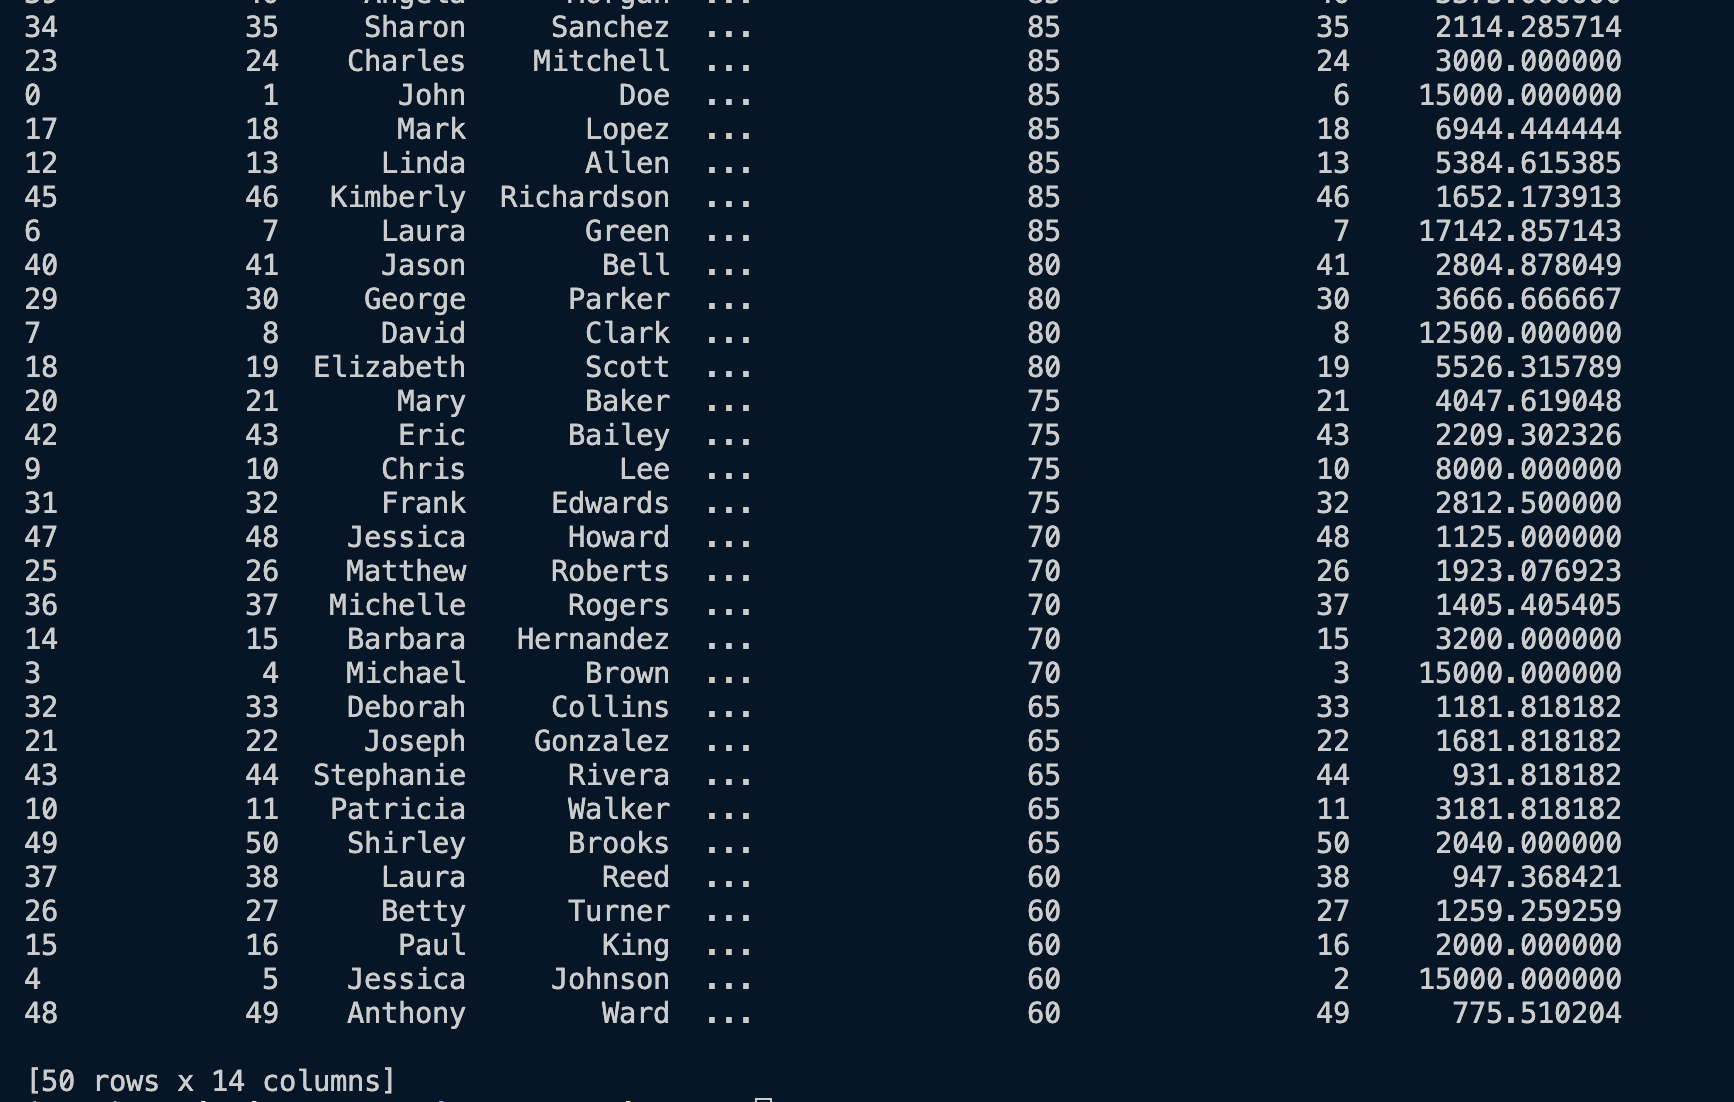 34 35 Sharon Sanchez ... 85 35 2114.285714
23 24 Charles Mitchell ... 85 24 3000.000000
0 1 John Doe ... 85 6 15000.000000
17 18 Mark Lopez ... 85 18 6944.444444
12 13 Linda Allen ... 85 13 5384.615385
45 46 Kimberly Richardson ... 85 46 1652.173913
6 7 Laura Green ... 85 7 17142.857143
40 41 Jason Bell ... 80 41 2804.878049
29 30 George Parker ... 80 30 3666.666667
7 8 David Clark ... 80 8 12500.000000
18 19 Elizabeth Scott ... 80 19 5526.315789
20 21 Mary Baker ... 75 21 4047.619048
42 43 Eric Bailey ... 75 43 2209.302326
9 10 Chris Lee ... 75 10 8000.000000
31 32 Frank Edwards ... 75 32 2812.500000
47 48 Jessica Howard ... 70 48 1125.000000
25 26 Matthew Roberts ... 70 26 1923.076923
36 37 Michelle Rogers ... 70 37 1405.405405
14 15 Barbara Hernandez ... 70 15 3200.000000
3 4 Michael Brown ... 70 3 15000.000000
32 33 Deborah Collins ... 65 33 1181.818182
21 22 Joseph Gonzalez ... 65 22 1681.818182
43 44 Stephanie Rivera ... 65 44 931.818182
10 11 Patricia Walker ... 65 11 3181.818182
49 50 Shirley Brooks ... 65 50 2040.000000
37 38 Laura Reed ... 60 38 947.368421
26 27 Betty Turner ... 60 27 1259.259259
15 16 Paul King ... 60 16 2000.000000
4 5 Jessica Johnson ... 60 2 15000.000000
48 49 Anthony Ward ... 60 49 775.510204
[50 rows x 14 columns]